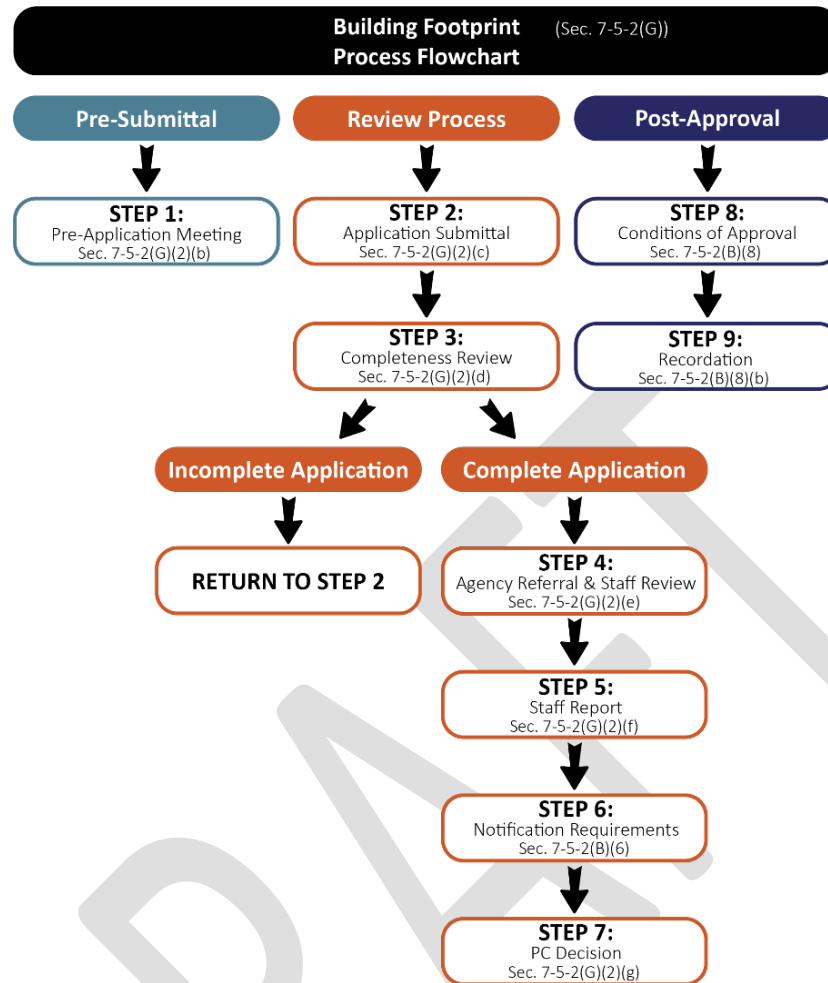 Building Footprint (Sec. 7-5-2(G))
Process Flowchart
Pre-Submittal
STEP 1:
Pre-Application Meeting
Sec. 7-5-2(G)(2)(b)
Review Process
STEP 2:
Application Submittal
Sec. 7-5-2(G)(2)(c)
STEP 3:
Completeness Review
Sec. 7-5-2(G)(2)(d)
Incomplete Application
RETURN TO STEP 2
Complete Application
STEP 4:
Agency Referral & Staff Review
Sec. 7-5-2(G)(2)(e)
STEP 5:
Staff Report
Sec. 7-5-2(G)(2)(f)
STEP 6:
Notification Requirements
Sec. 7-5-2(B)(6)
STEP 7:
PC Decision
Sec. 7-5-2(G)(2)(g)
Post-Approval
STEP 8:
Conditions of Approval
Sec. 7-5-2(B)(8)
STEP 9:
Recordation
Sec. 7-5-2(B)(8)(b)
DRAFT